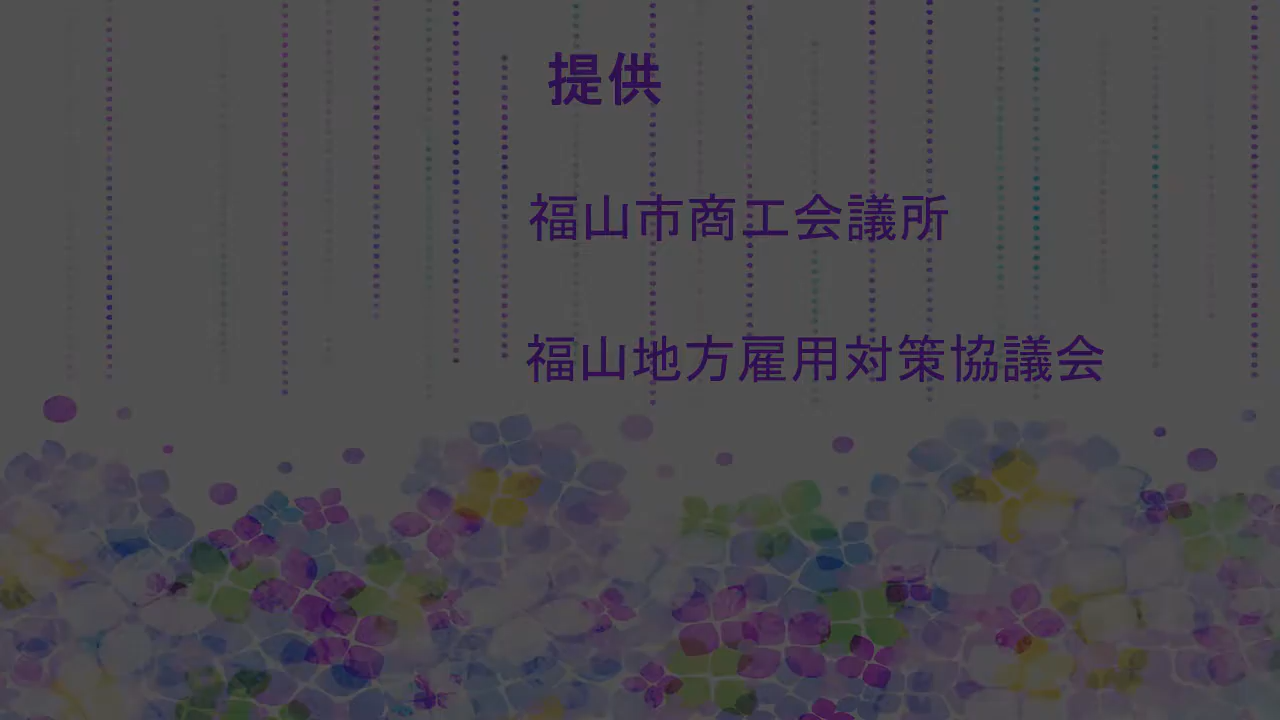 提供
福山市商工会議所
福山地方雇用対策協議会